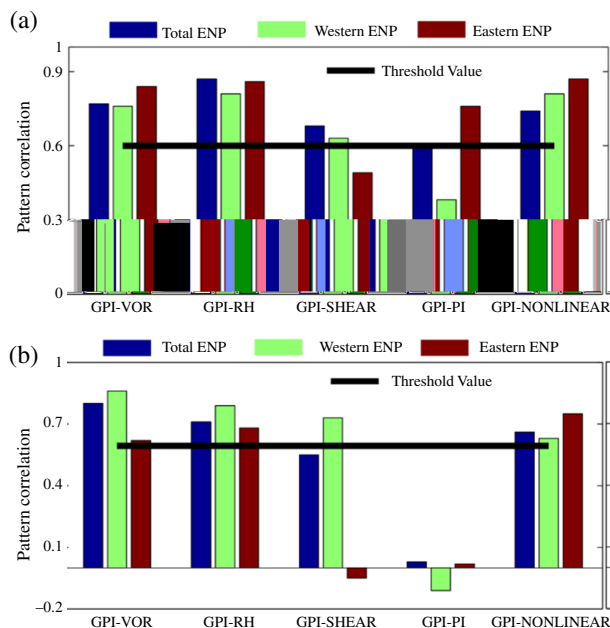 (a)
Total ENP Western ENP Eastern ENP
1
0.9
Threshold Value
0.6
0.3
0
Pattern correlation
GPI-VOR GPI-RH GPI-SHEAR GPI-PI GPI-NONLINEAR
(b)
Total ENP Western ENP Eastern ENP
1
Threshold Value
0.7
0.4
0.1
−0.2
Pattern correlation
GPI-VOR GPI-RH GPI-SHEAR GPI-PI GPI-NONLINEAR